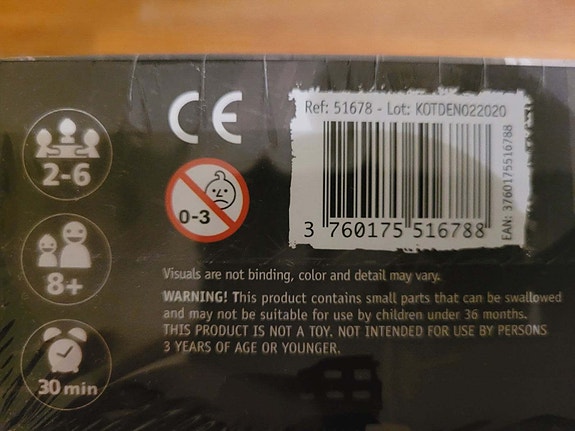 2-6
8+
30 min
CE
0-3
Ref: 51678 - Lot: KOTDEN022020
3 760175 516788
EAN: 3760175516788
Visuals are not binding, color and detail may vary.
WARNING! This product contains small parts that can be swallowed
and may not be suitable for use by children under 36 months.
THIS PRODUCT IS NOT A TOY. NOT INTENDED FOR USE BY PERSONS
3 YEARS OF AGE OR YOUNGER.